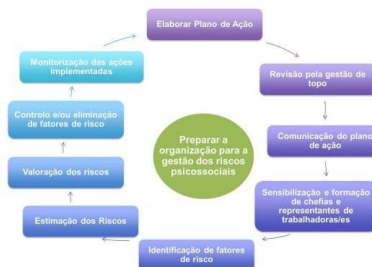 Elaborar Plano de Ação
Revisão pela gestão de
topo
Comunicação do plano
de ação
Sensibilização e formação
de chefias e
representantes de
trabalhadoras/es
Identificação de fatores
de risco
Estimação dos Riscos
Valoração dos riscos
Controlo e/ou eliminação
de fatores de risco
Monitorização das ações
implementadas
Preparar a
organização para a
gestão dos riscos
psicossociais